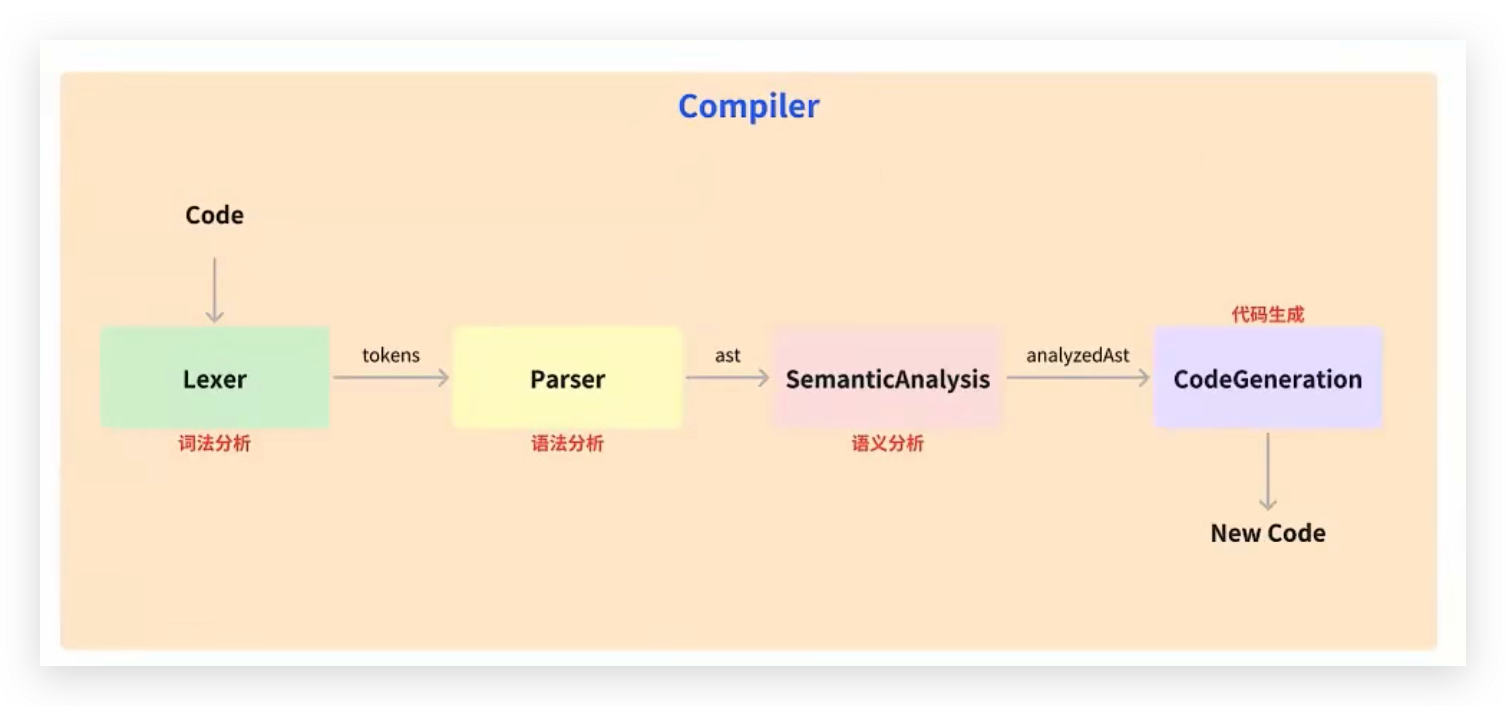 Compiler
Code
Lexer
词法分析
tokens
Parser
语法分析
ast
SemanticAnalysis
语义分析
analyzedAst
代码生成
CodeGeneration
New Code